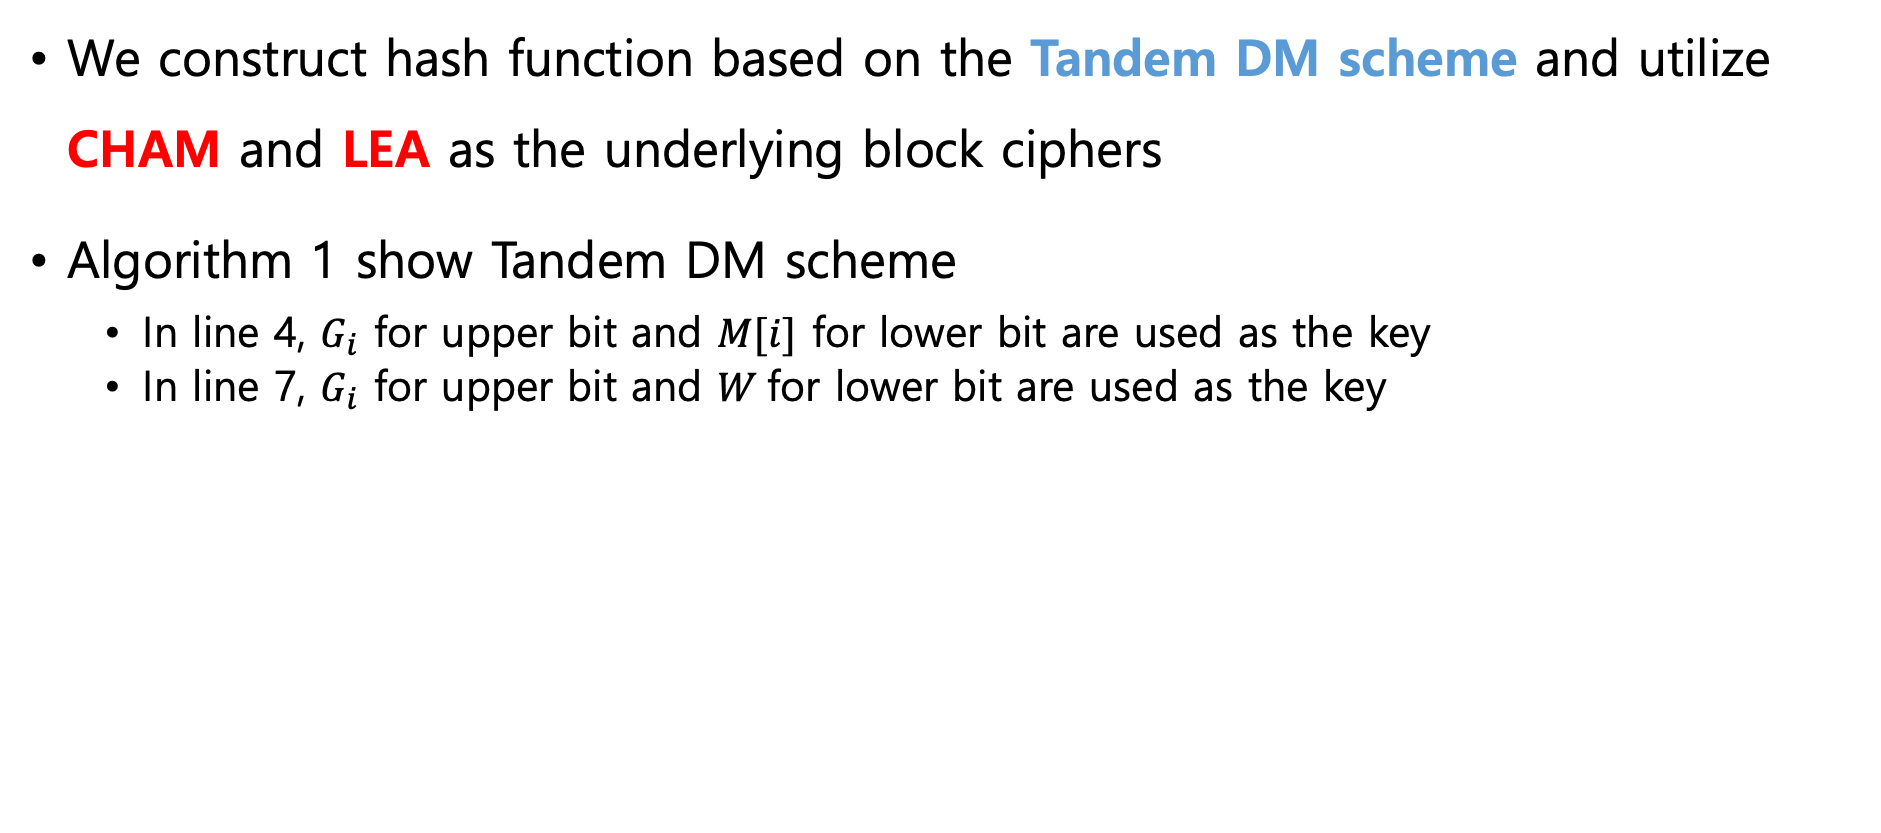 • We construct hash function based on the Tandem DM scheme and utilize
CHAM and LEA as the underlying block ciphers
• Algorithm 1 show Tandem DM scheme
• In line 4, 𝐺ᵢ for upper bit and 𝑀[𝑖] for lower bit are used as the key
• In line 7, 𝐺ᵢ for upper bit and 𝑊 for lower bit are used as the key